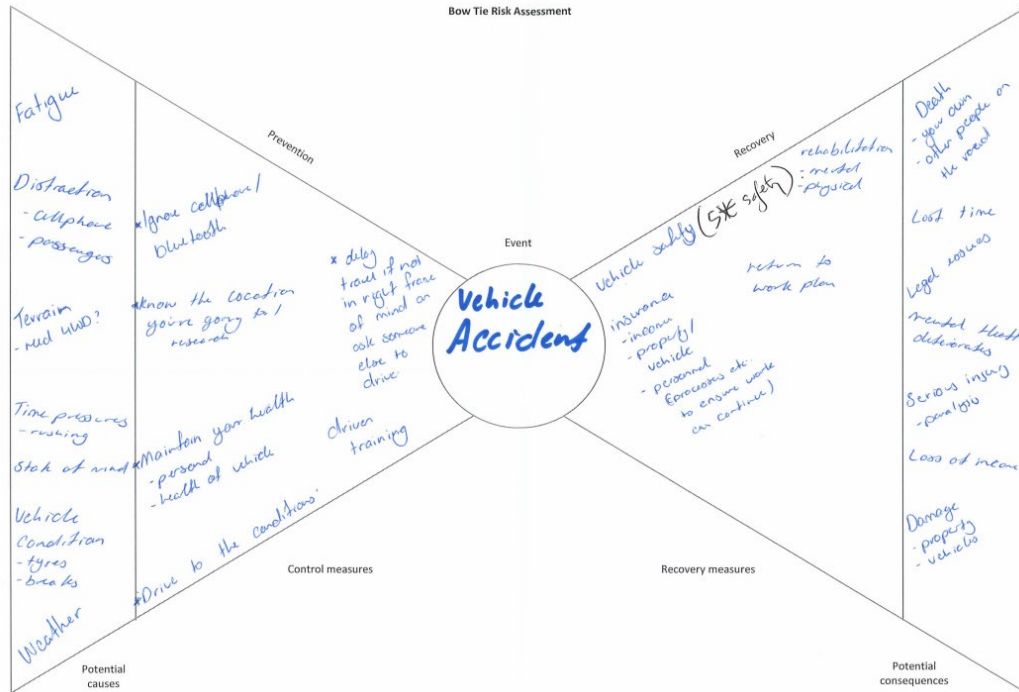 Bow Tie Risk Assessment
Fatigue
Distraction
- cellphone
- passengers
Terrain
- need 4WD?
Time pressures
- rushing
State of mind
Vehicle
Condition
- tyres
- breaks
Weather
Potential
causes
Prevention
*Ignore cellphone/
bluetooth
*know the location
you're going to /
research
*Maintain your health
- personal
- health of vehicle
*Drive to the conditions.
* delay
travel if not
in right frame
of mind or
ask someone
else to
drive.
driver
training
Control measures
Event
Vehicle
Accident
Recovery
vehicle safety (5* safety)
rehabilitation
: mental
- physical
insurance
- income
- property/
vehicle
- personnel
(processes etc.
to ensure work
can continue)
return to
work plan
Recovery measures
Death
- your own
- other people on
the road
Lost time
Legal issues
mental Health
deteriorates
Serious injury
- paralysis
Loss of income
Damage
- property
- vehicles
Potential
consequences